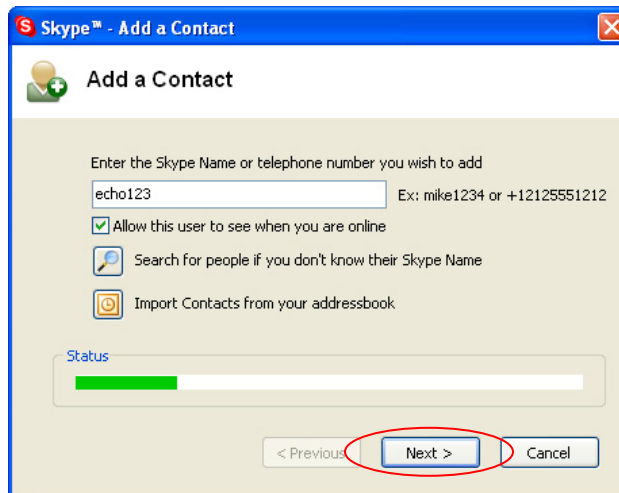 Skype™ - Add a Contact
Add a Contact
Enter the Skype Name or telephone number you wish to add
echo123 Ex: mike1234 or +12125551212
Allow this user to see when you are online
Search for people if you don't know their Skype Name
Import Contacts from your addressbook
Status
< Previous Next > Cancel